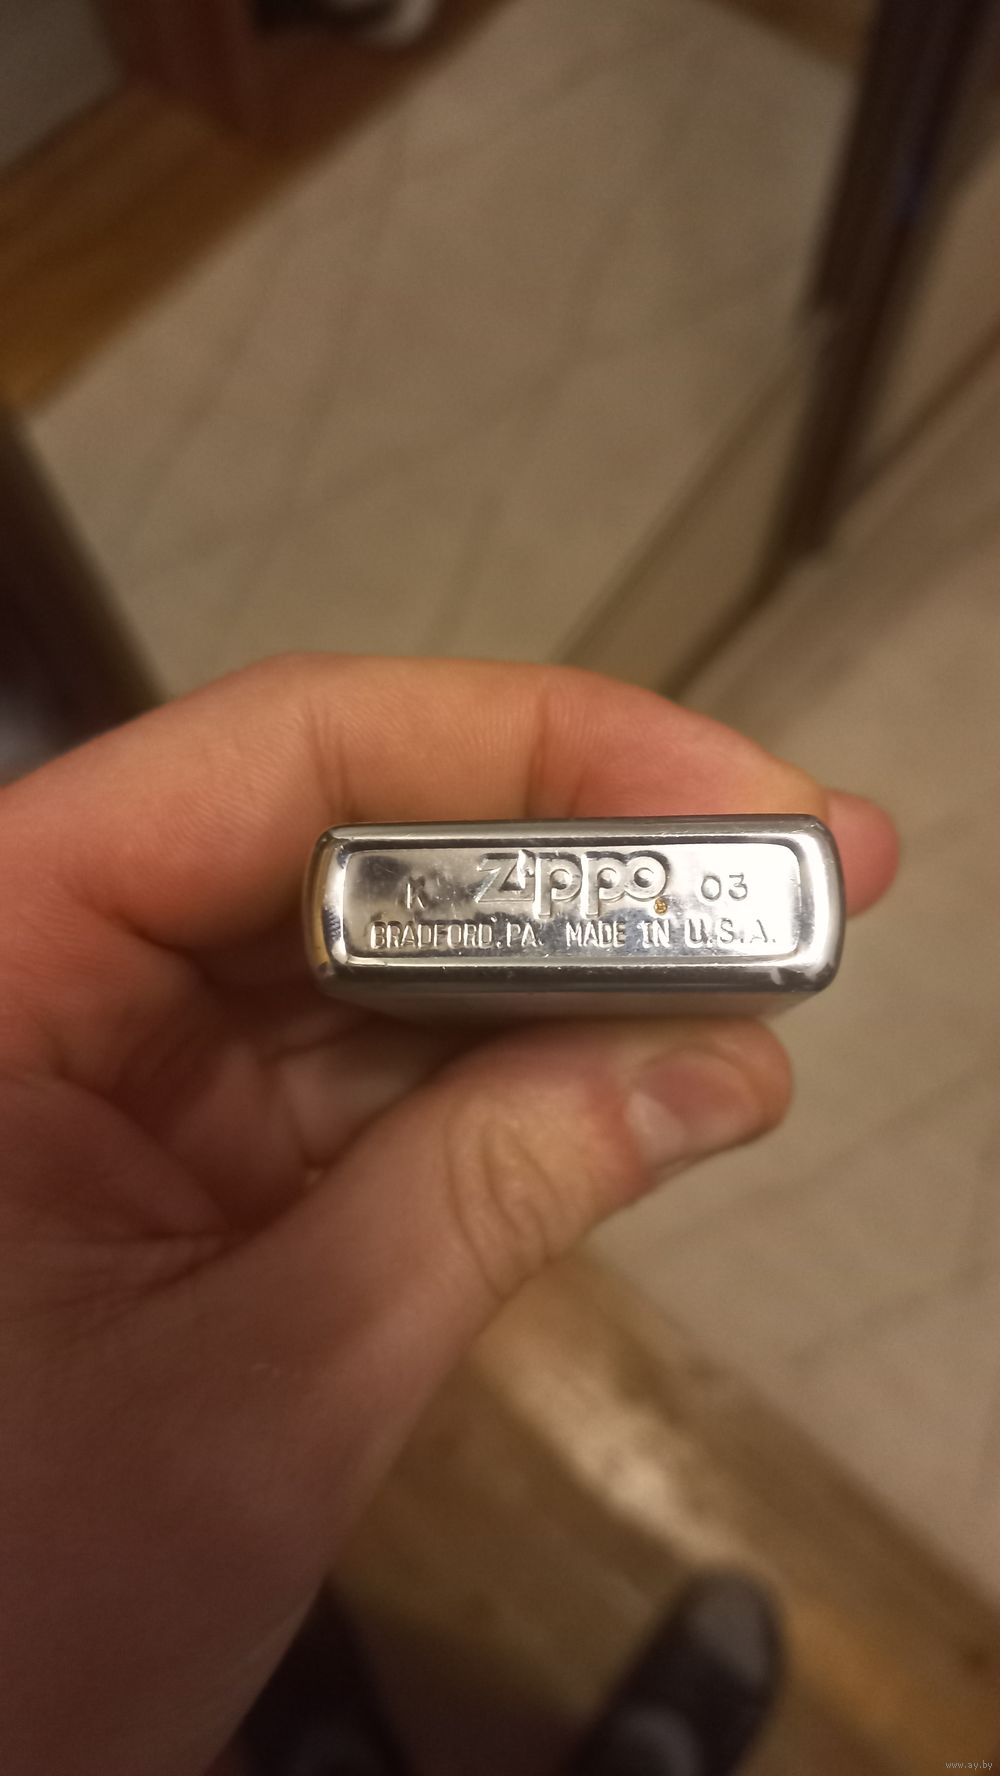 K zippo 03
BRADFORD, PA. MADE IN U.S.A.
www.ay.by